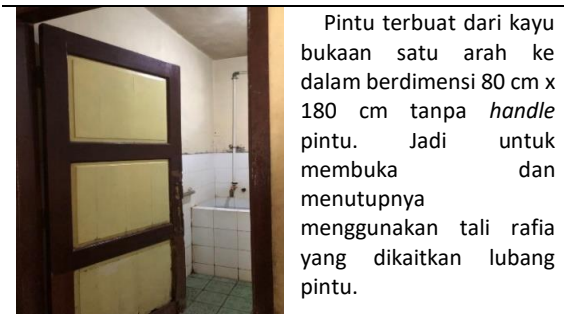 Pintu terbuat dari kayu
bukaan satu arah ke
dalam berdimensi 80 cm x
180 cm tanpa handle
pintu. Jadi untuk
membuka dan
menutupnya
menggunakan tali rafia
yang dikaitkan lubang
pintu.